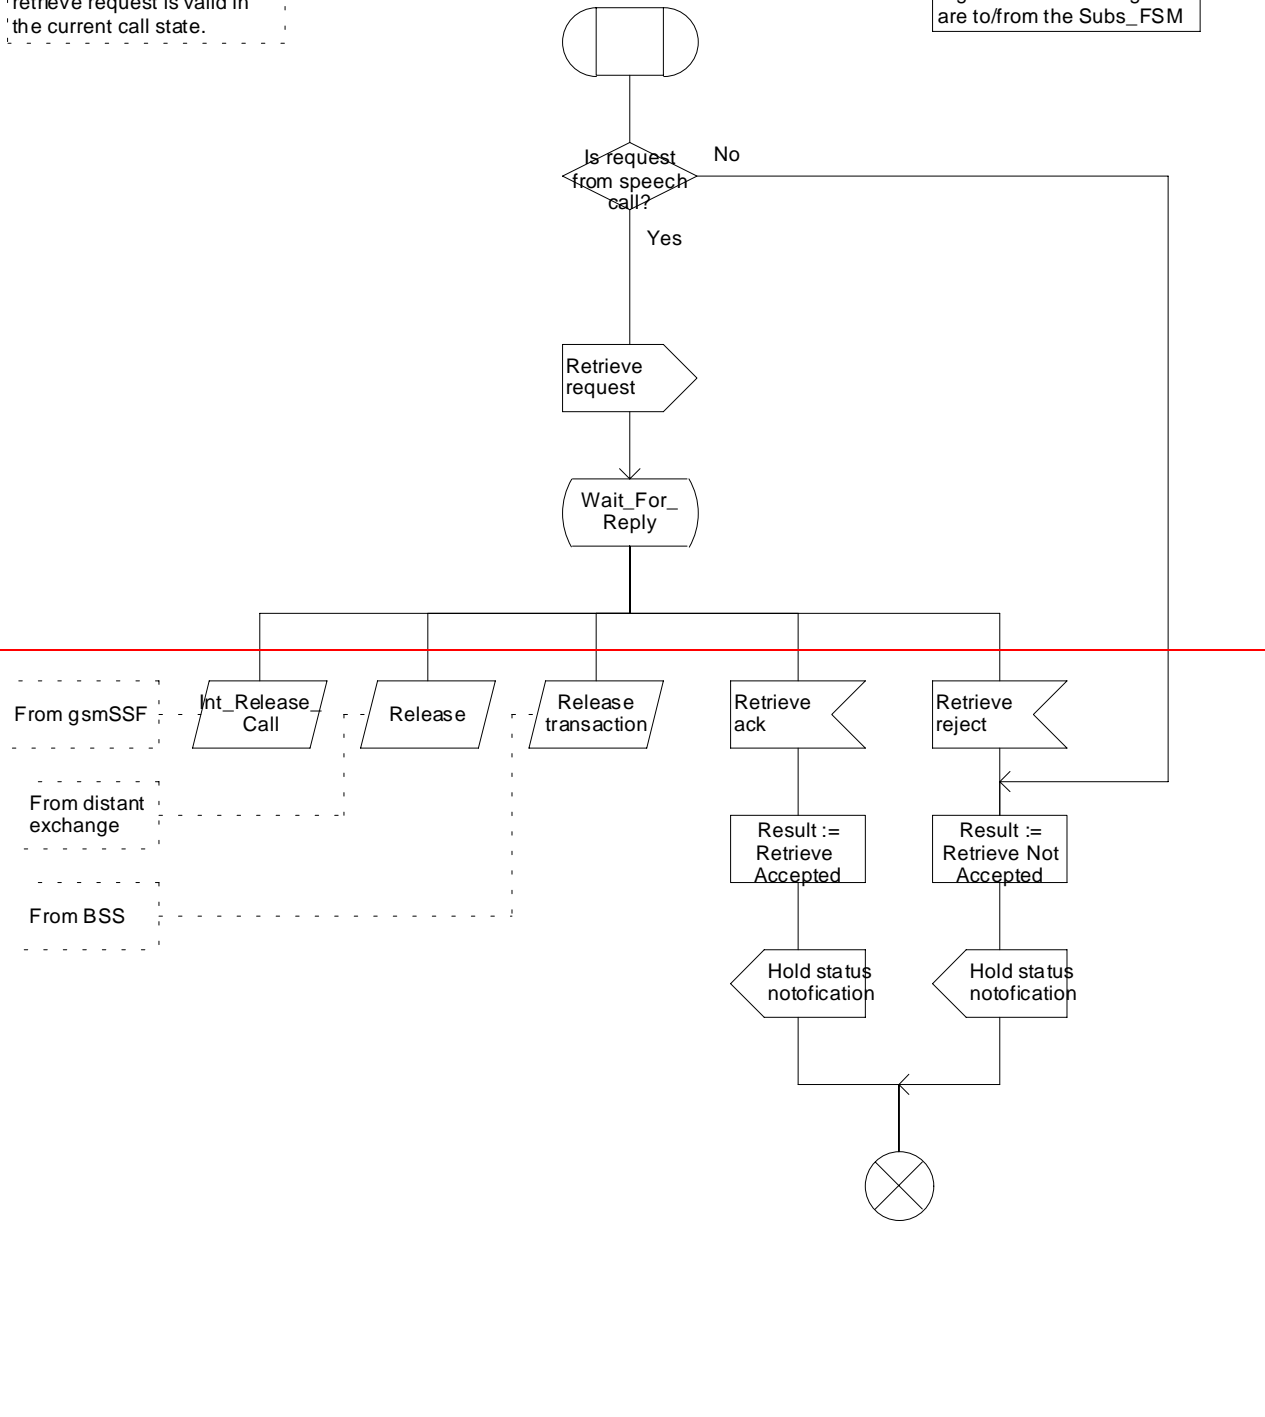 retrieve request is valid in
the current call state.
are to/from the Subs_FSM
Is request
from speech
call?
No
Yes
Retrieve
request
Wait_For_
Reply
From gsmSSF
Int_Release_
Call
Release
Release
transaction
Retrieve
ack
Retrieve
reject
From distant
exchange
Result :=
Retrieve
Accepted
Result :=
Retrieve Not
Accepted
From BSS
Hold status
notofication
Hold status
notofication